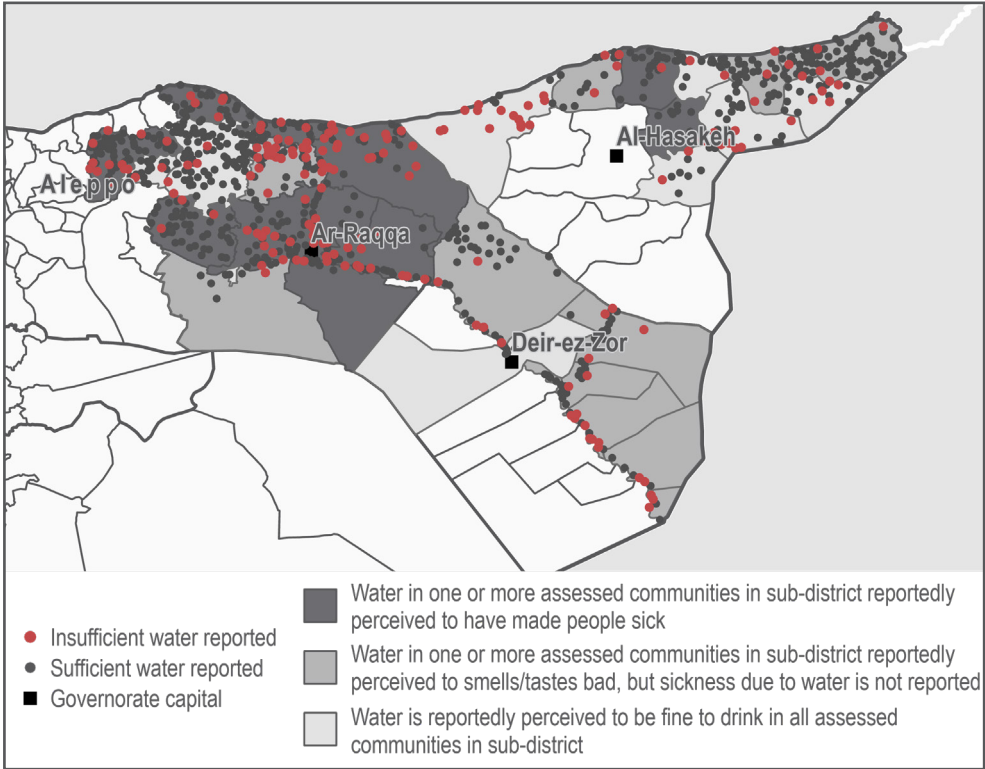 Al-Hasakeh
Aleppo
Ar-Raqqa
Deir-ez-Zor
Insufficient water reported
Sufficient water reported
Governorate capital
Water in one or more assessed communities in sub-district reportedly
perceived to have made people sick
Water in one or more assessed communities in sub-district reportedly
perceived to smells/tastes bad, but sickness due to water is not reported
Water is reportedly perceived to be fine to drink in all assessed
communities in sub-district